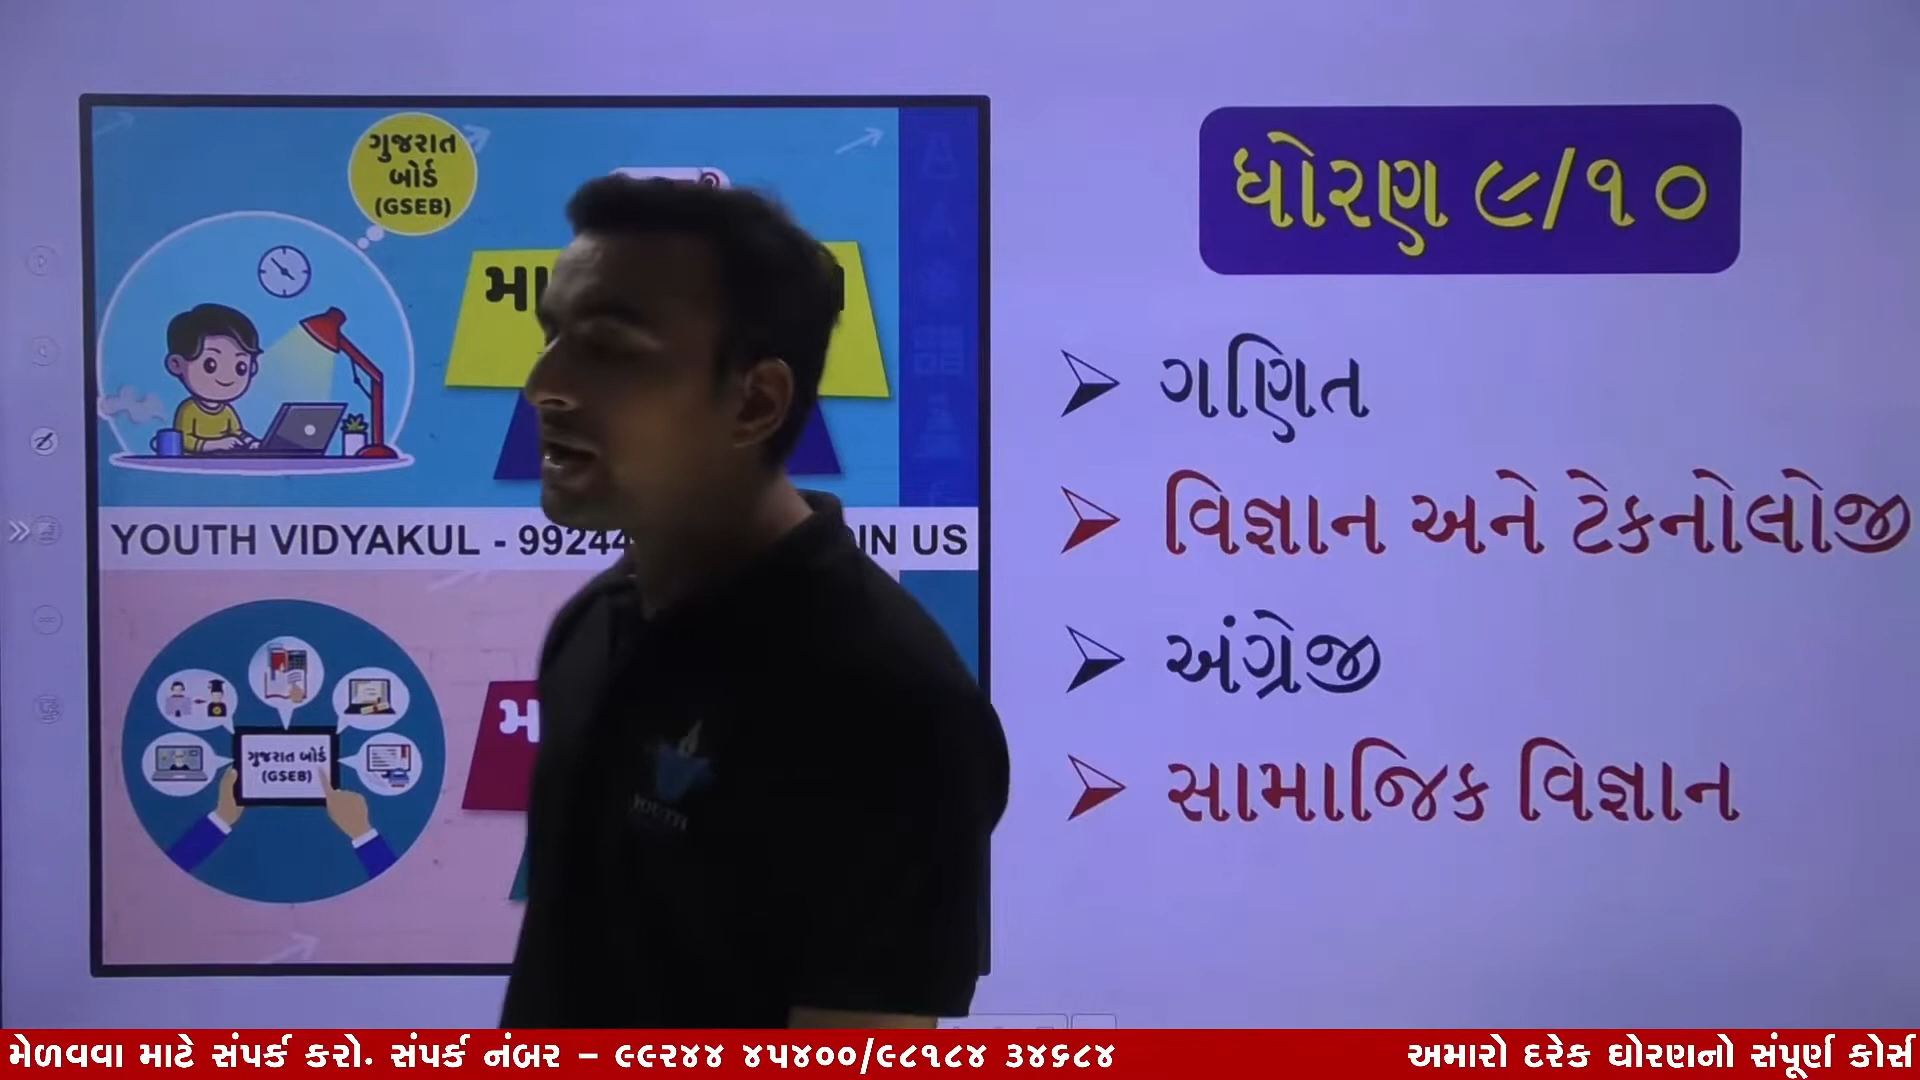 ગુજરાત
બોર્ડ
(GSEB)
YOUTH VIDYAKUL - 99244
US
ગુજરાત બોર્ડ
(GSEB)
YOUTH
ધોરણ ૯/૧૦
ગણિત
વિજ્ઞાન અને ટેકનોલોજી
અંગ્રેજી
સામાજિક વિજ્ઞાન
મેળવવા માટે સંપર્ક કરો. સંપર્ક નંબર – ૯૯૨૪૪ ૪૫૪૦૦/૯૮૧૮૪ ૩૪૬૮૪
અમારો દરેક ધોરણનો સંપૂર્ણ કોર્સ